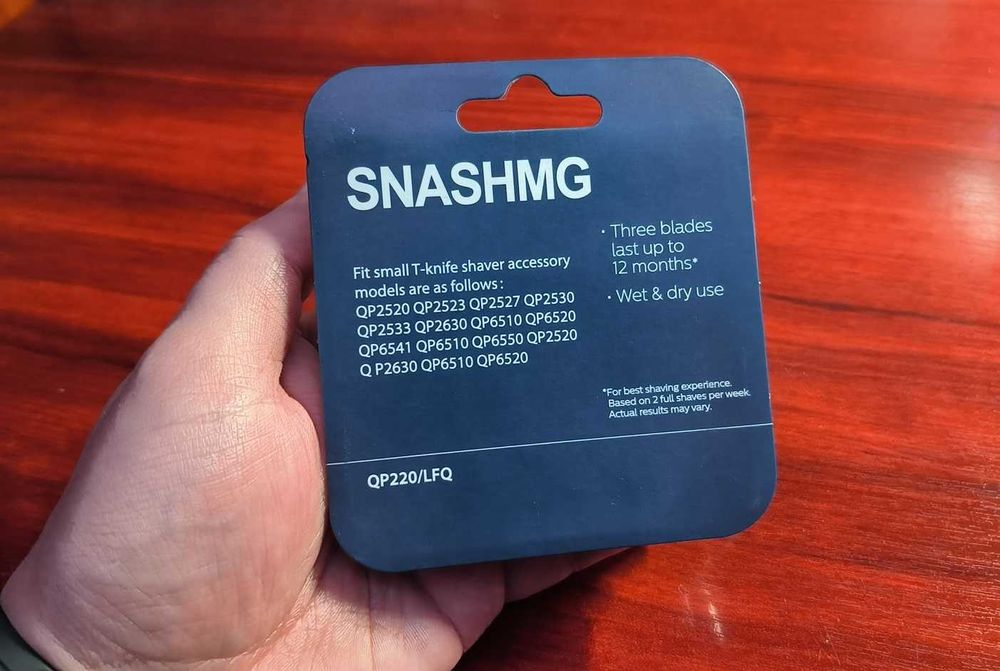 SNASHMG
Fit small T-knife shaver accessory
models are as follows :
QP2520 QP2523 QP2527 QP2530
QP2533 QP2630 QP6510 QP6520
QP6541 QP6510 QP6550 QP2520
Q P2630 QP6510 QP6520
· Three blades
last up to
12 months*
· Wet & dry use
*For best shaving experience.
Based on 2 full shaves per week.
Actual results may vary.
QP220/LFQ